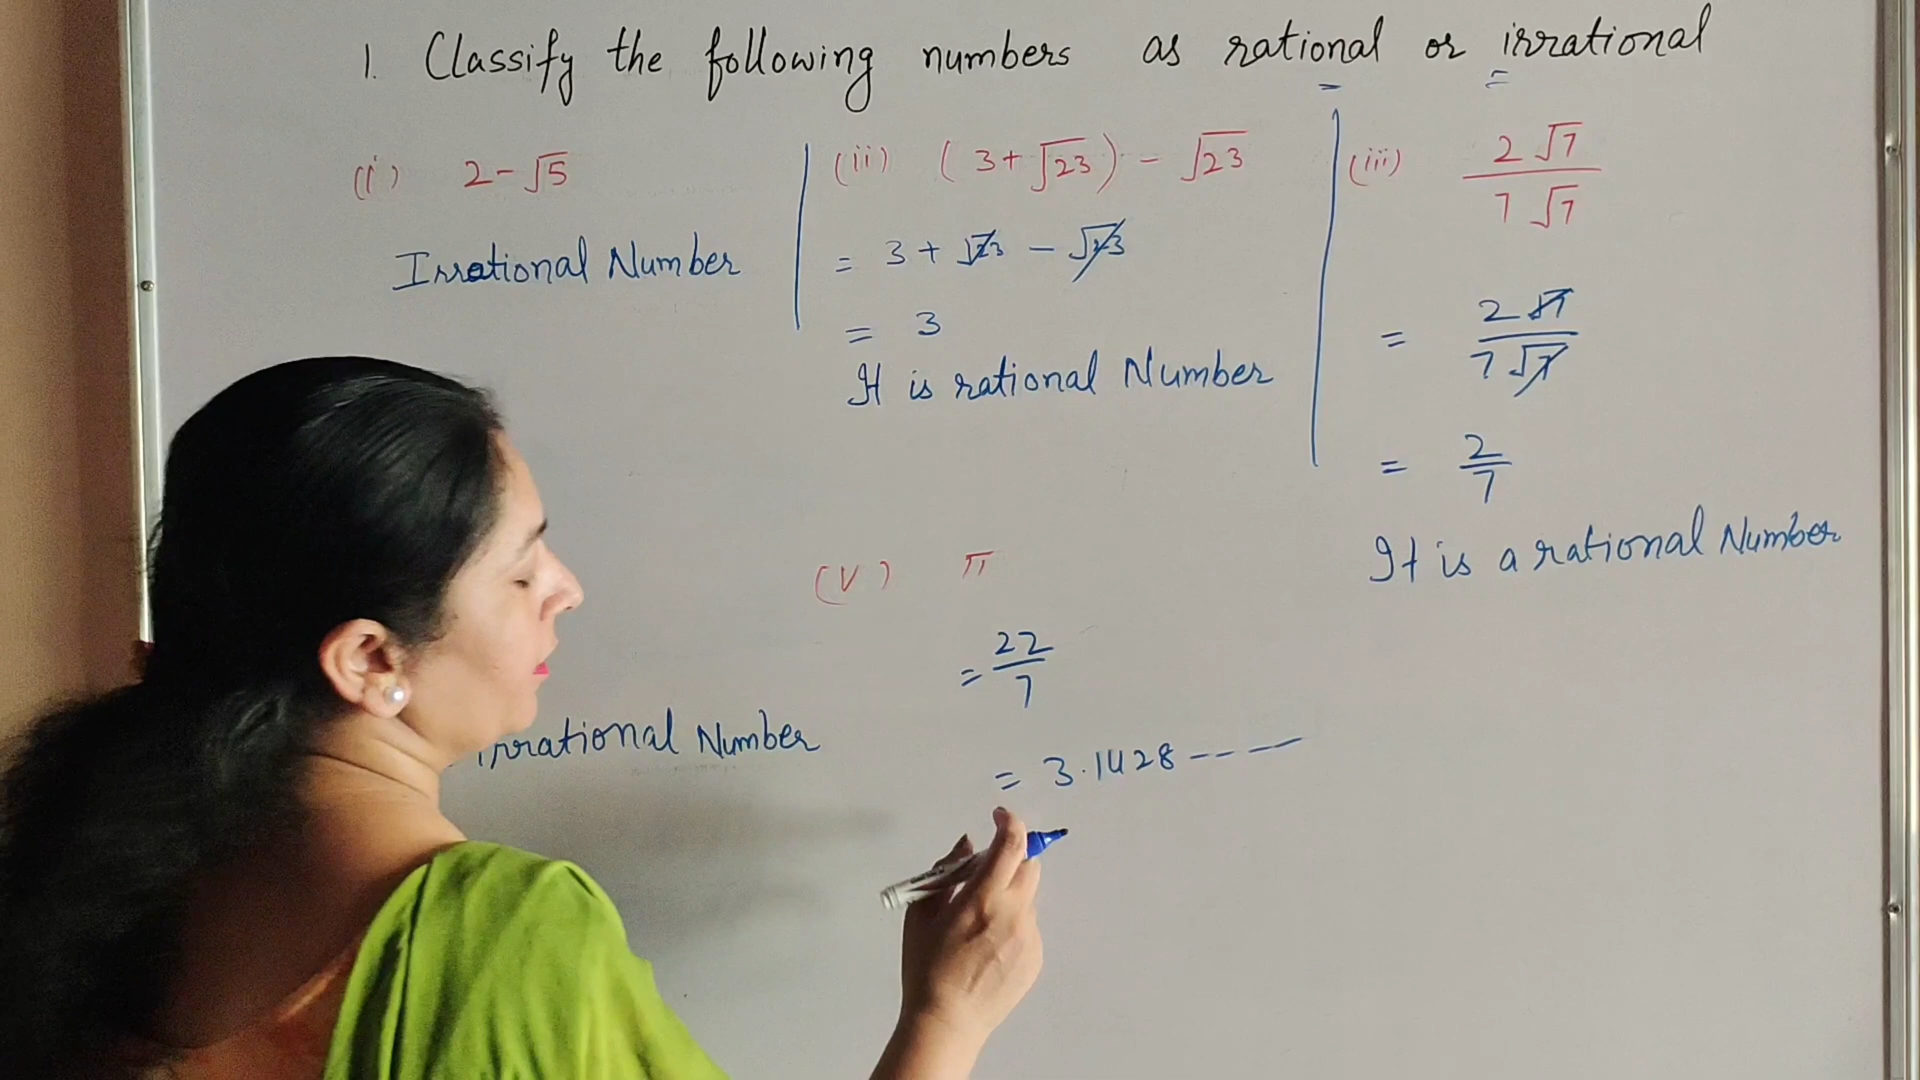 1. Classify the following numbers as rational or irrational
(i) 2-√5
Irrational Number
(ii) (3+√23) - √23
= 3 + √23 - √23
= 3
It is rational Number
(iii) 2√7 / 7√7
= 2√7 / 7√7
= 2/7
It is a rational Number
irrational Number
(v) π
= 22/7
= 3.1428 ----